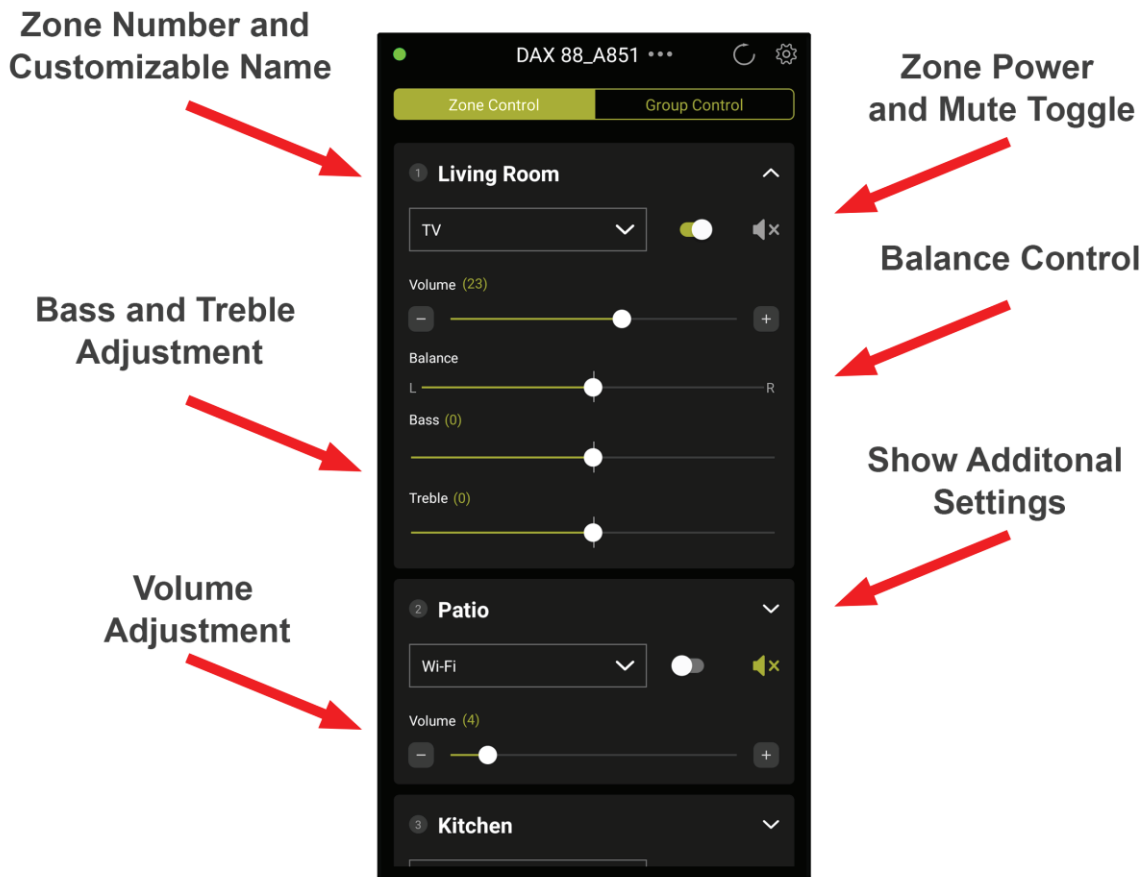 Zone Number and
Customizable Name
DAX 88_A851 •••
Zone Power
and Mute Toggle
Zone Control
Group Control
1 Living Room
TV
Balance Control
Volume (23)
- +
Bass and Treble
Adjustment
Balance
L R
Bass (0)
Show Additonal
Settings
Treble (0)
Volume
Adjustment
2 Patio
Wi-Fi
Volume (4)
- +
3 Kitchen